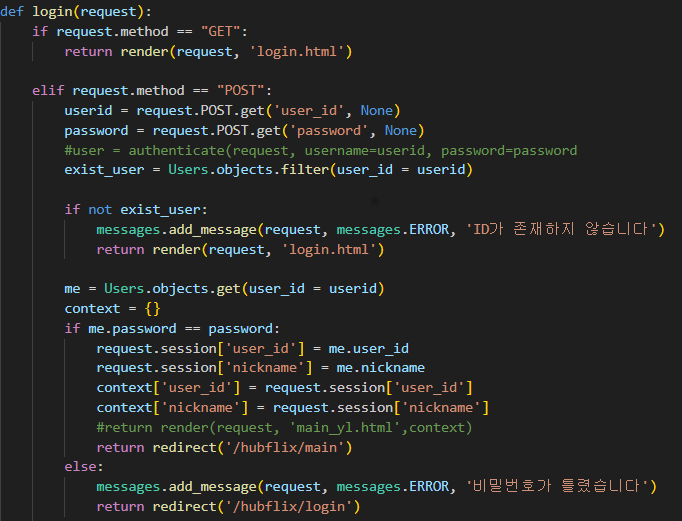 def login(request):
    if request.method == "GET":
        return render(request, 'login.html')

    elif request.method == "POST":
        userid = request.POST.get('user_id', None)
        password = request.POST.get('password', None)
        #user = authenticate(request, username=userid, password=password
        exist_user = Users.objects.filter(user_id = userid)

        if not exist_user:
            messages.add_message(request, messages.ERROR, 'ID가 존재하지 않습니다')
            return render(request, 'login.html')

        me = Users.objects.get(user_id = userid)
        context = {}
        if me.password == password:
            request.session['user_id'] = me.user_id
            request.session['nickname'] = me.nickname
            context['user_id'] = request.session['user_id']
            context['nickname'] = request.session['nickname']
            #return render(request, 'main_yl.html',context)
            return redirect('/hubflix/main')
        else:
            messages.add_message(request, messages.ERROR, '비밀번호가 틀렸습니다')
            return redirect('/hubflix/login')